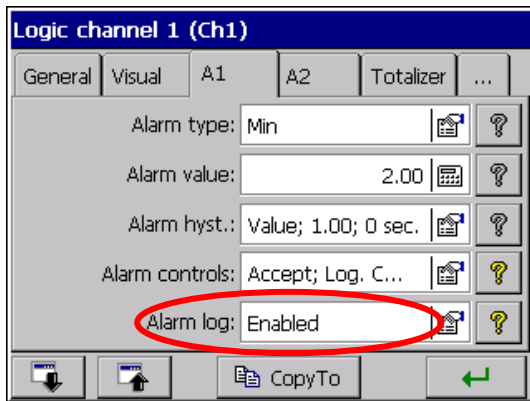 Logic channel 1 (Ch1)
General Visual A1 A2 Totalizer ...
Alarm type: Min ?
Alarm value: 2.00 ?
Alarm hyst.: Value; 1.00; 0 sec. ?
Alarm controls: Accept; Log. C... ?
Alarm log: Enabled ?
CopyTo